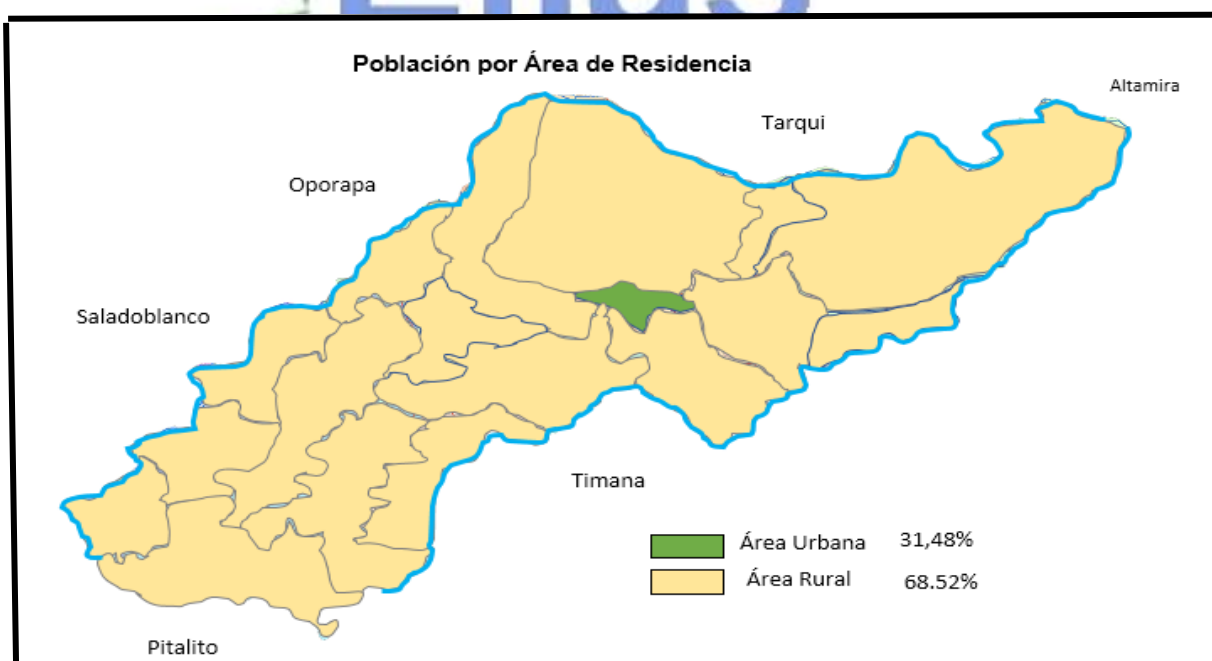 Población por Área de Residencia
Altamira
Tarqui
Oporapa
Saladoblanco
Timana
Área Urbana 31,48%
Área Rural 68.52%
Pitalito